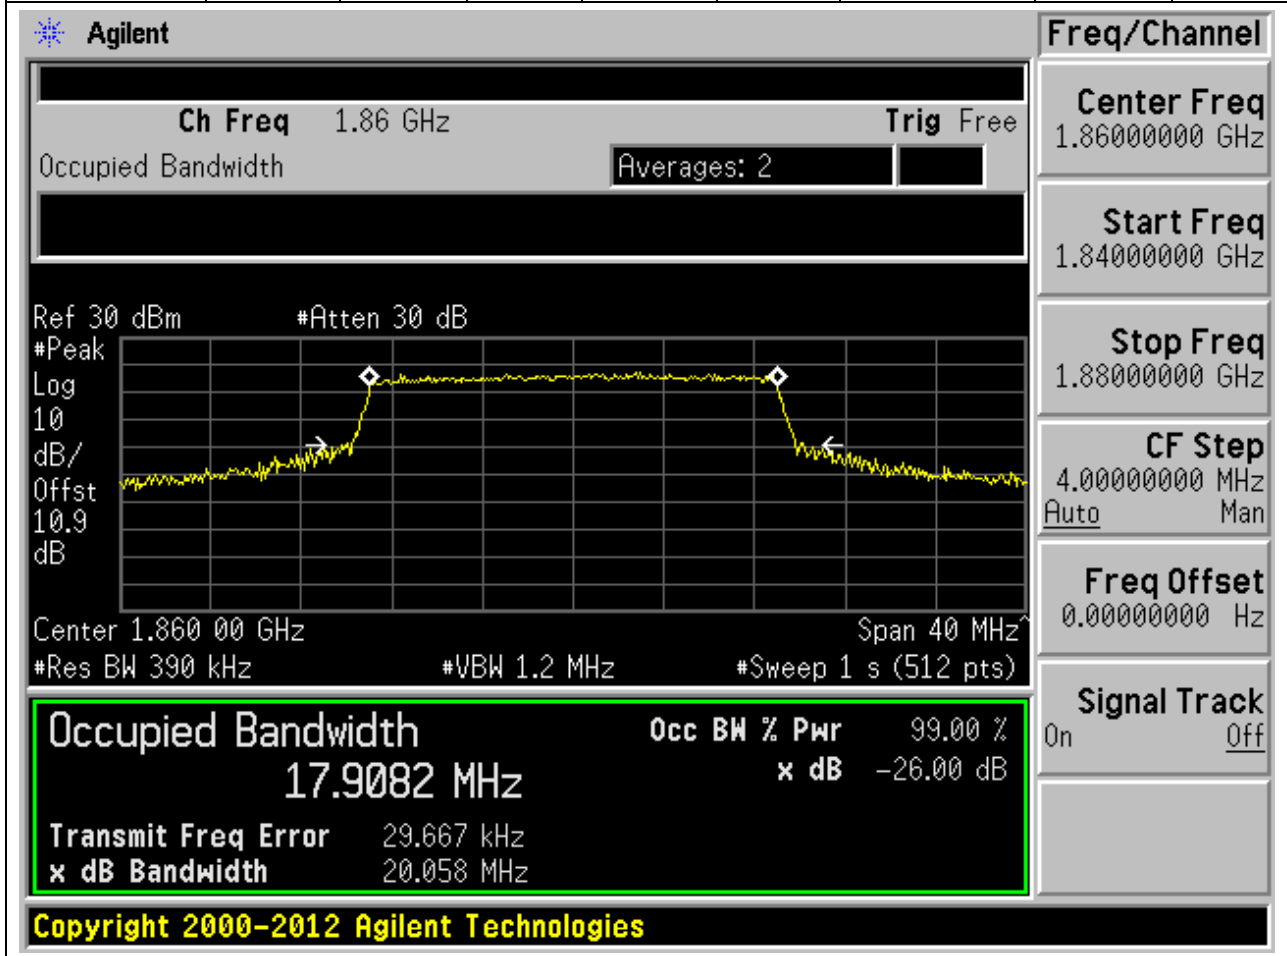 Agilent
Freq/Channel
Ch Freq 1.86 GHz Trig Free
Occupied Bandwidth Averages: 2
Center Freq
1.86000000 GHz
Start Freq
1.84000000 GHz
Stop Freq
1.88000000 GHz
CF Step
4.00000000 MHz
Auto Man
Freq Offset
0.00000000 Hz
Signal Track
On Off
Ref 30 dBm #Atten 30 dB
#Peak
Log
10
dB/
Offst
10.9
dB
Center 1.860 00 GHz Span 40 MHz^
#Res BW 390 kHz #VBW 1.2 MHz #Sweep 1 s (512 pts)
Occupied Bandwidth Occ BW % Pwr 99.00 %
17.9082 MHz x dB -26.00 dB
Transmit Freq Error 29.667 kHz
x dB Bandwidth 20.058 MHz
Copyright 2000-2012 Agilent Technologies